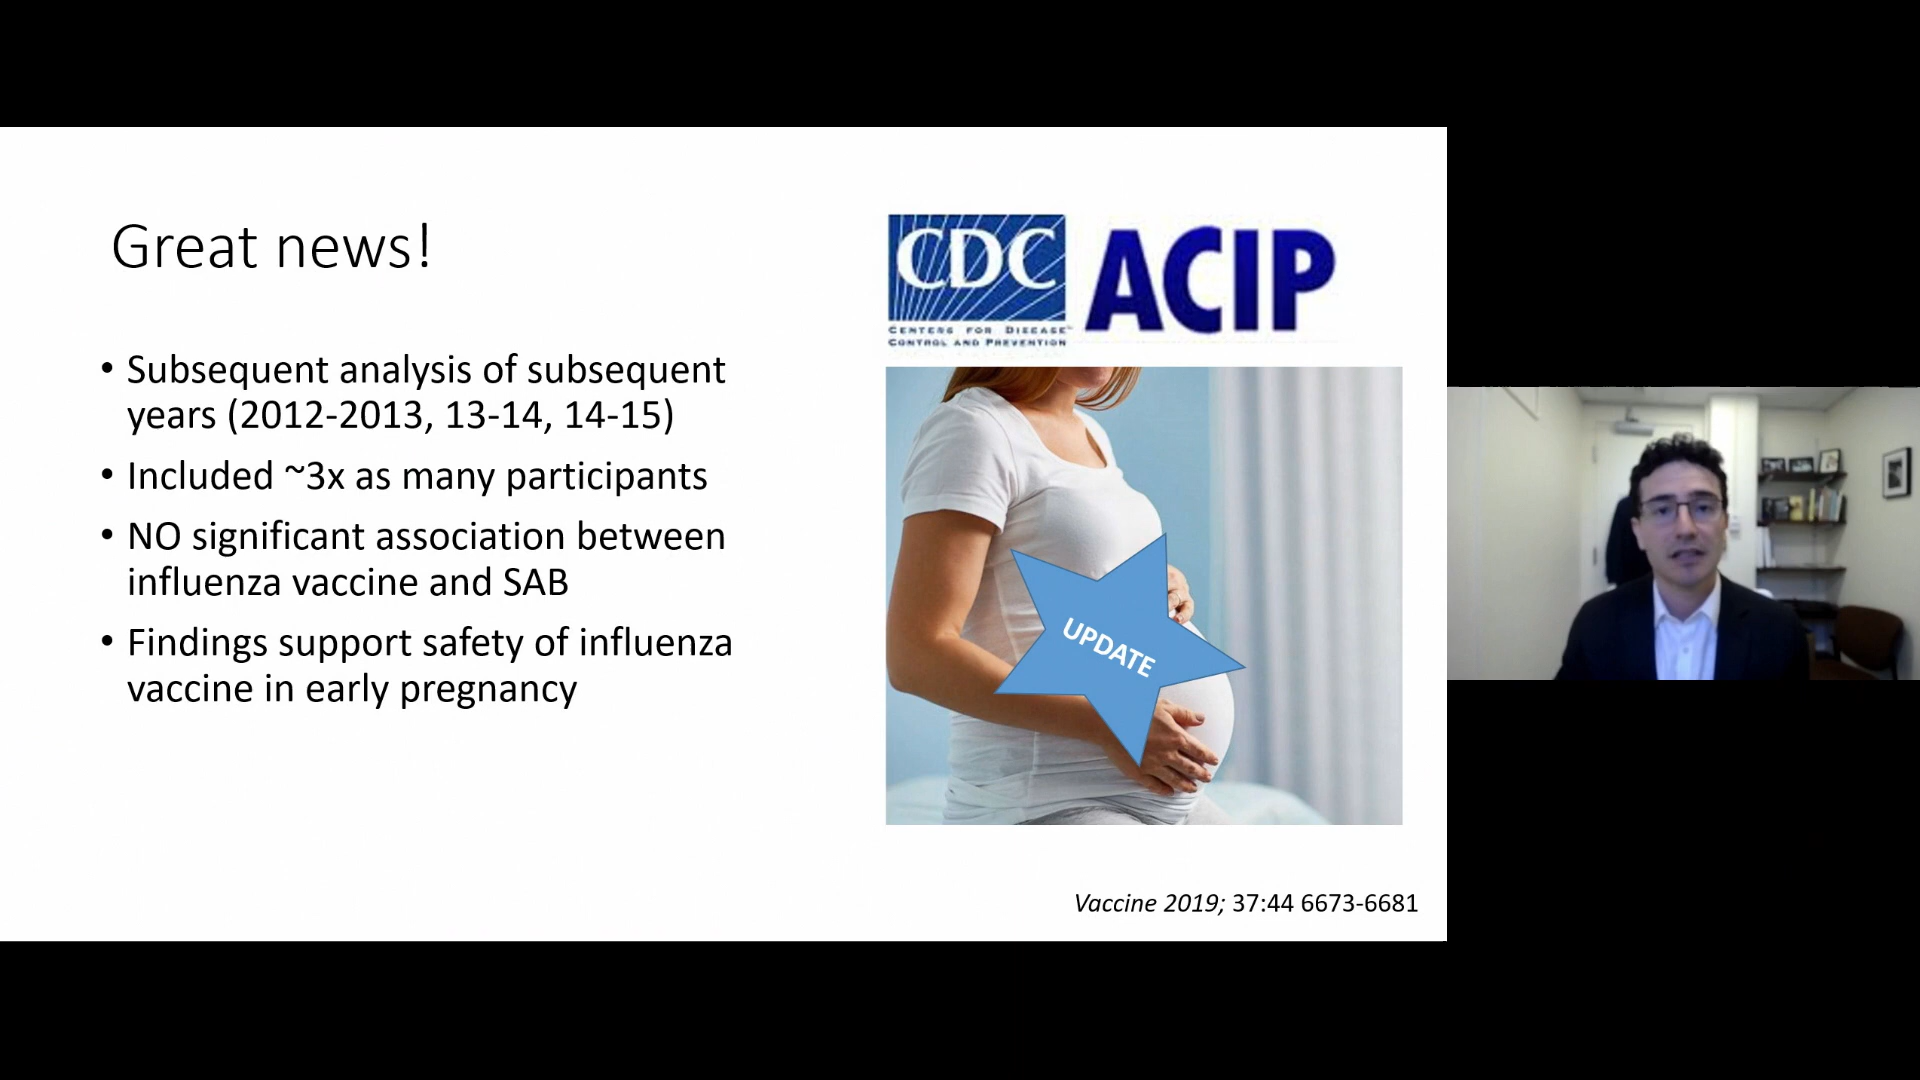 Great news!
• Subsequent analysis of subsequent
years (2012-2013, 13-14, 14-15)
• Included ~3x as many participants
• NO significant association between
influenza vaccine and SAB
• Findings support safety of influenza
vaccine in early pregnancy
CDC
CENTERS FOR DISEASE™
CONTROL AND PREVENTION
ACIP
UPDATE
Vaccine 2019; 37:44 6673-6681